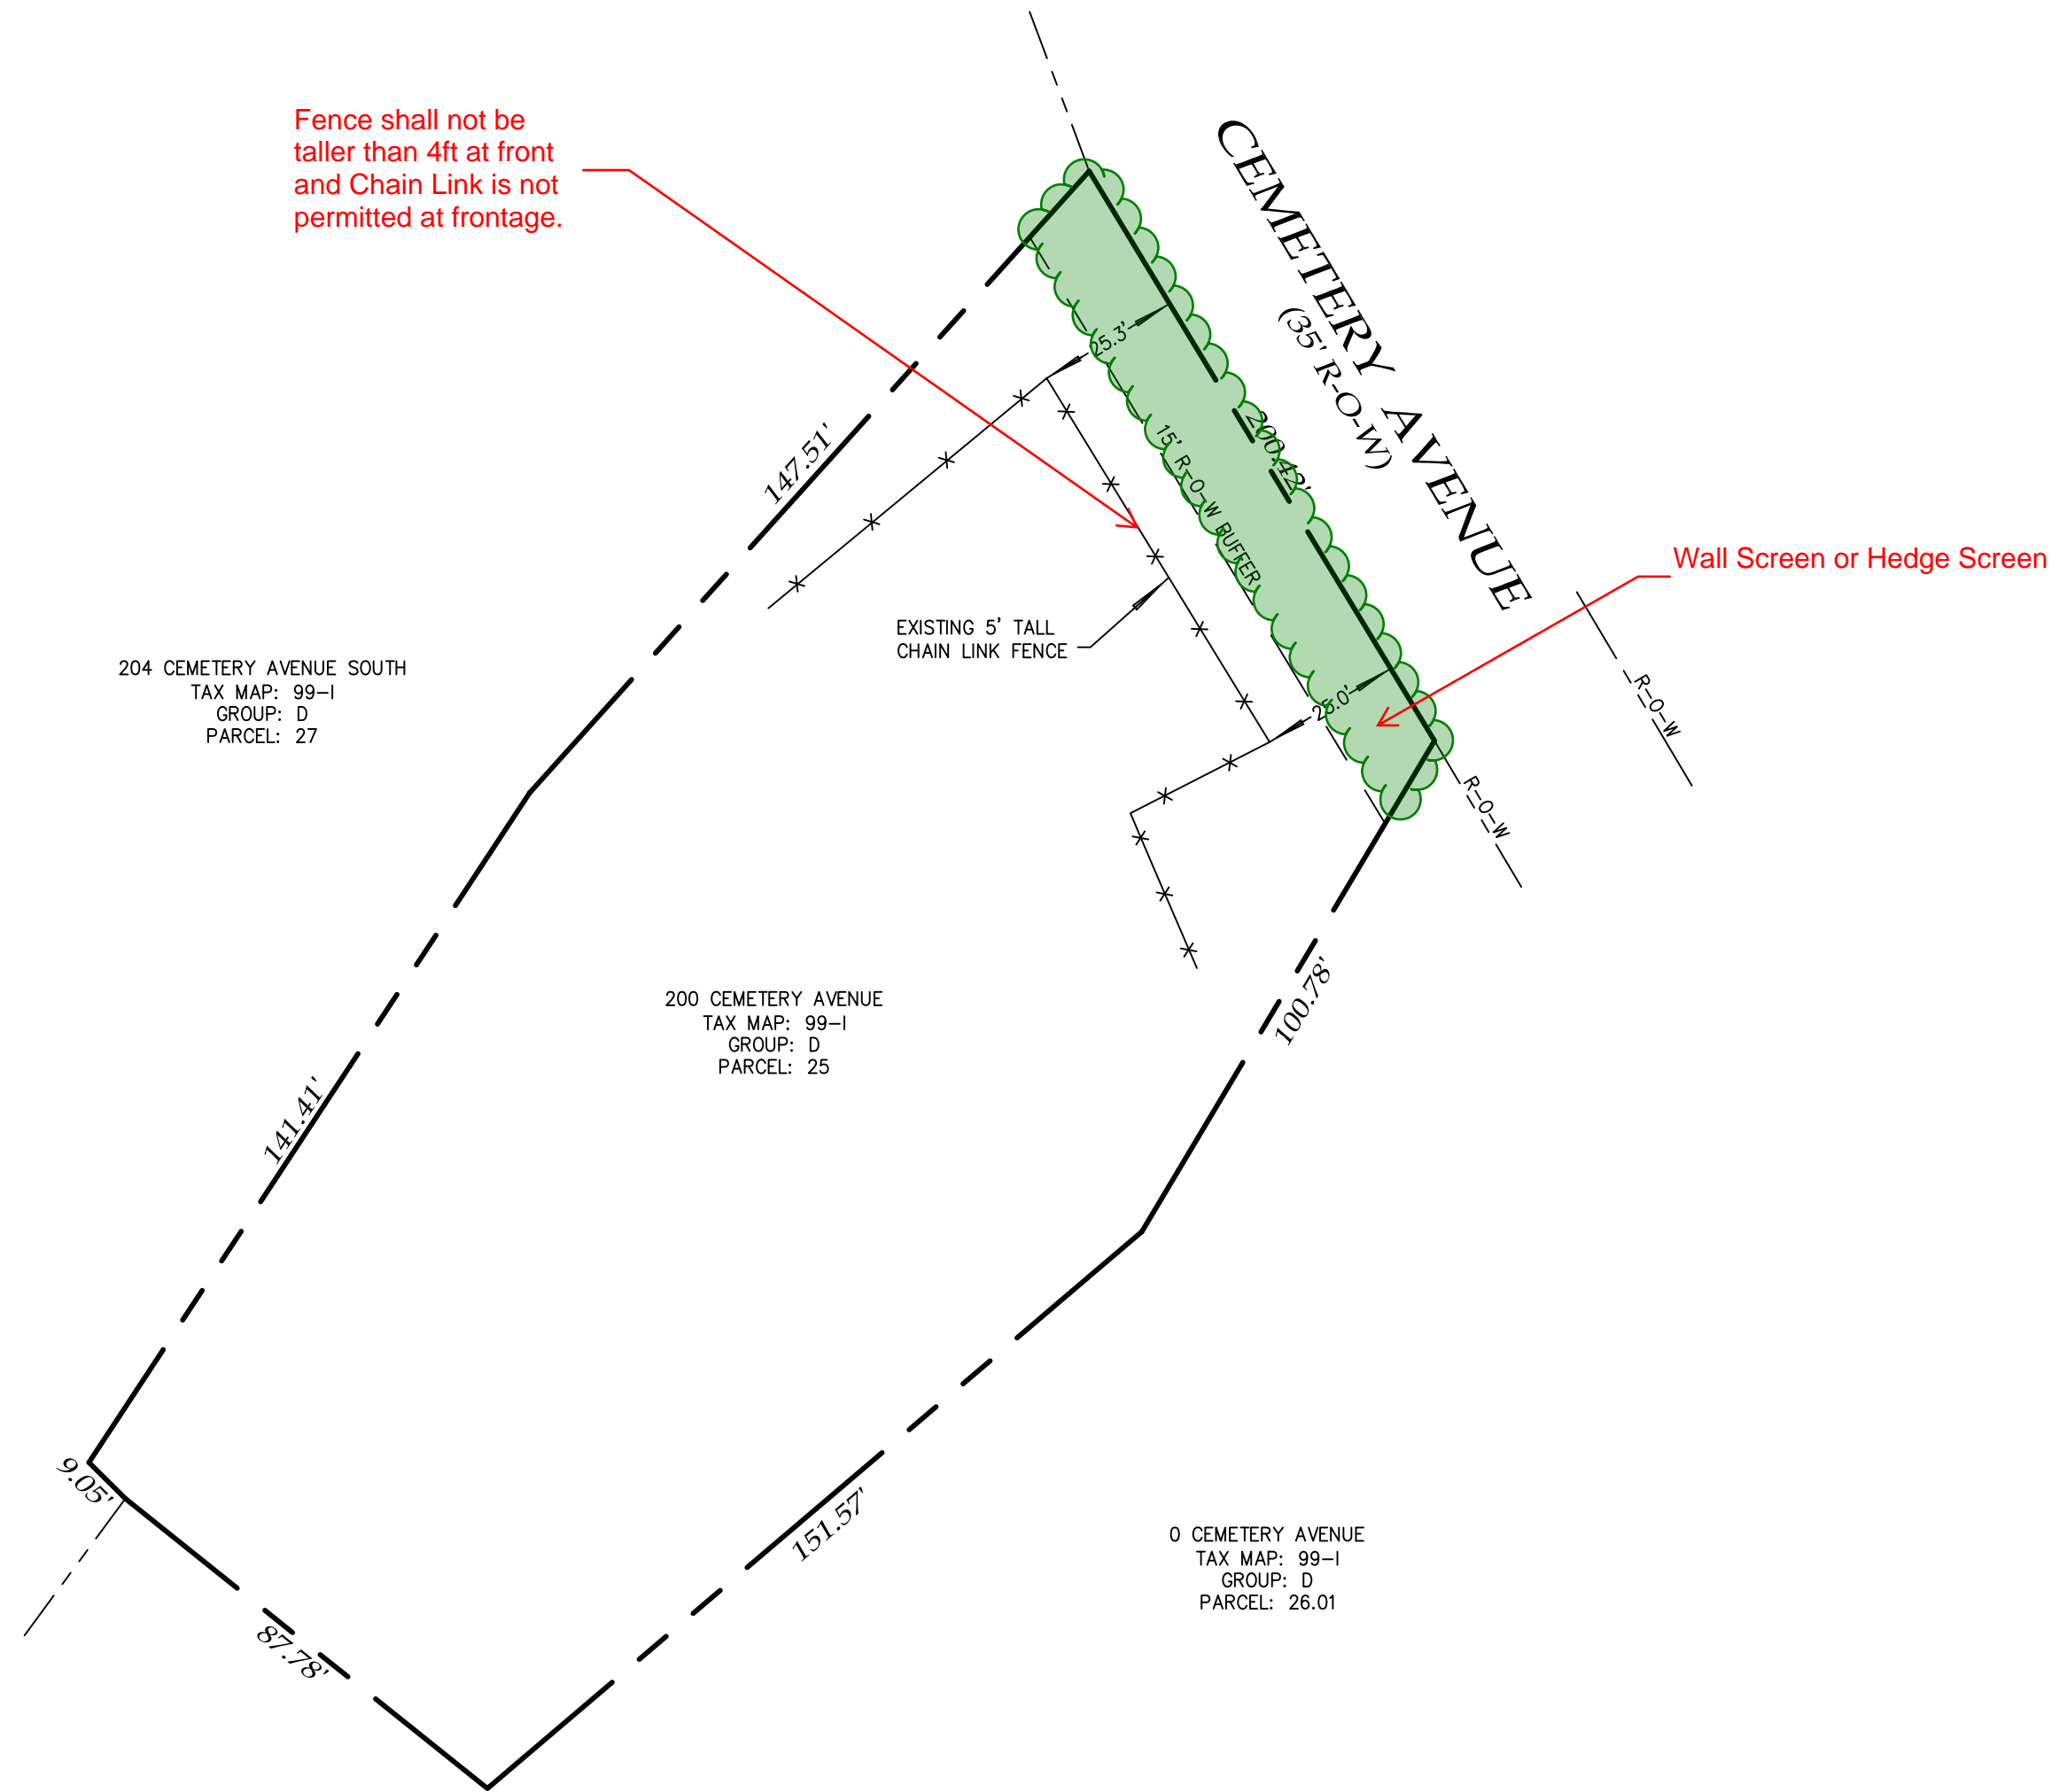 Fence shall not be
taller than 4ft at front
and Chain Link is not
permitted at frontage.
CEMETERY AVENUE
(35' R-O-W)
25.3'
200.42'
147.51'
15' R-O-W BUFFER
Wall Screen or Hedge Screen
EXISTING 5' TALL
CHAIN LINK FENCE
204 CEMETERY AVENUE SOUTH
TAX MAP: 99-I
GROUP: D
PARCEL: 27
25.0'
R-O-W
R-O-W
100.78'
200 CEMETERY AVENUE
TAX MAP: 99-I
GROUP: D
PARCEL: 25
141.41'
9.05'
151.57'
0 CEMETERY AVENUE
TAX MAP: 99-I
GROUP: D
PARCEL: 26.01
87.78'